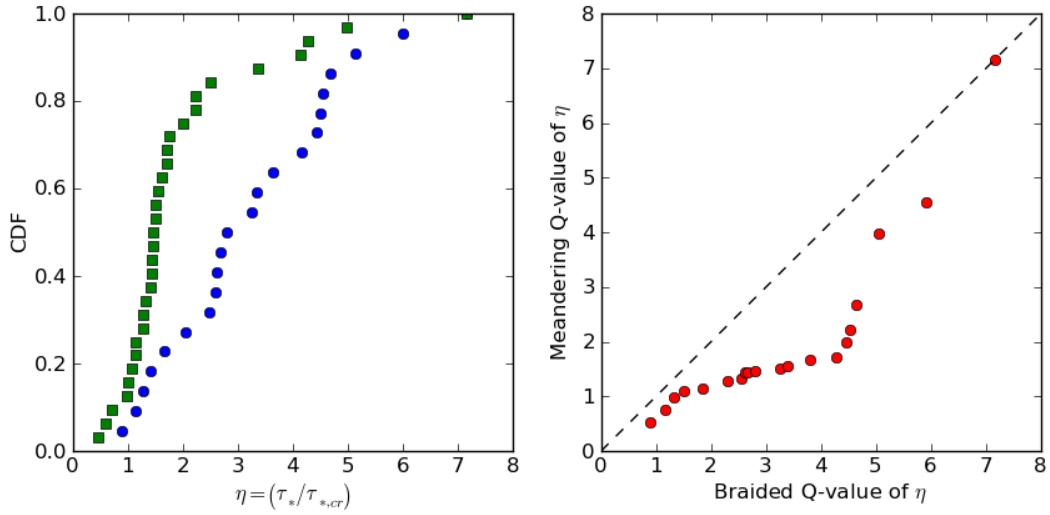 1.0
0.8
0.6
0.4
0.2
0.0
CDF
0 1 2 3 4 5 6 7 8
η=(τ*/τ*,cr)
8
7
6
5
4
3
2
1
0
Meandering Q-value of η
0 1 2 3 4 5 6 7 8
Braided Q-value of η